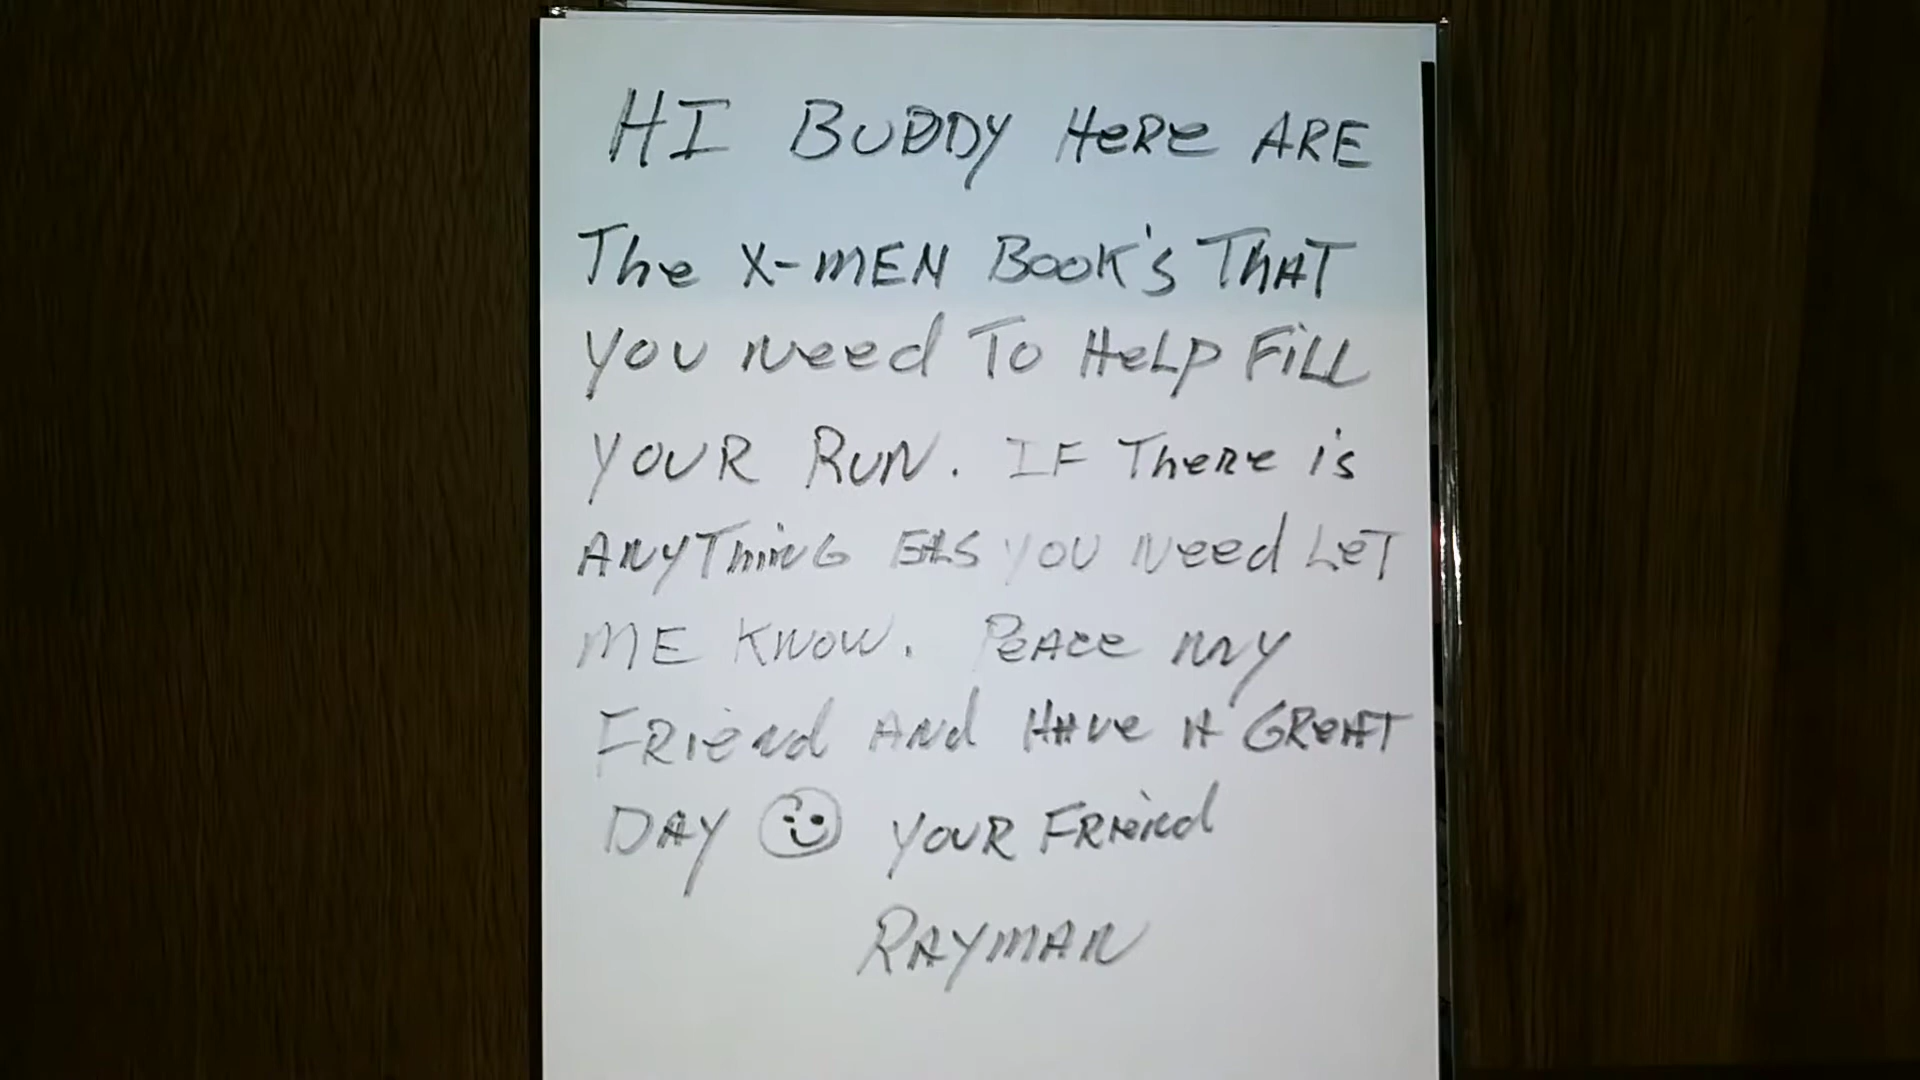 HI BUDDY HeRe ARE
The X-MEN BOOK'S THAT
YOU Need TO HeLP FiLL
YOUR RUN. IF TheRe is
ANYThiNG ELS YOU Need LeT
ME KNOW. PeAce MY
FRiend ANd HAve A GReAT
DAY YOUR FRiend
RAYMAN